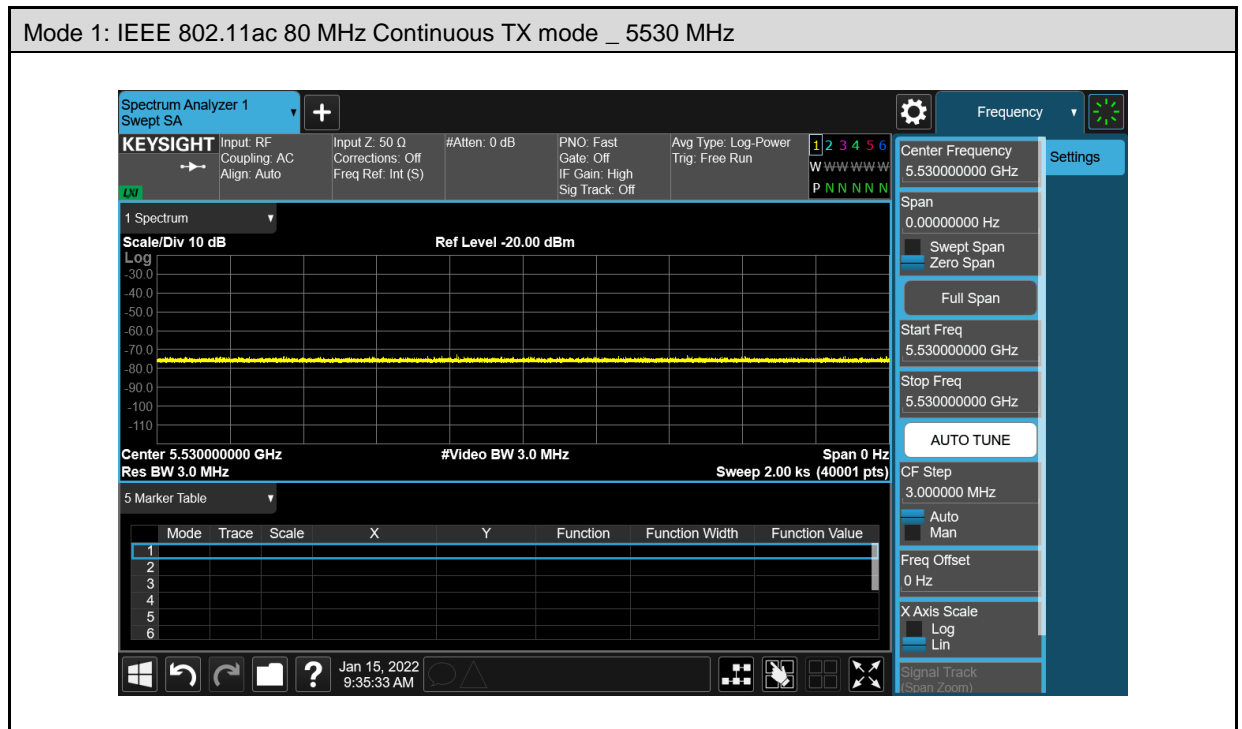 Mode 1: IEEE 802.11ac 80 MHz Continuous TX mode _ 5530 MHz
Spectrum Analyzer 1
Swept SA
+
Frequency
KEYSIGHT
LXI
Input: RF
Coupling: AC
Align: Auto
Input Z: 50 Ω
Corrections: Off
Freq Ref: Int (S)
#Atten: 0 dB
PNO: Fast
Gate: Off
IF Gain: High
Sig Track: Off
Avg Type: Log-Power
Trig: Free Run
1 2 3 4 5 6
W W W W W W
P N N N N N
1 Spectrum
Scale/Div 10 dB
Ref Level -20.00 dBm
Log
-30.0
-40.0
-50.0
-60.0
-70.0
-80.0
-90.0
-100
-110
Center 5.530000000 GHz
#Video BW 3.0 MHz
Span 0 Hz
Res BW 3.0 MHz
Sweep 2.00 ks (40001 pts)
5 Marker Table
Mode Trace Scale X Y Function Function Width Function Value
1
2
3
4
5
6
?
Jan 15, 2022
9:35:33 AM
Center Frequency
5.530000000 GHz
Settings
Span
0.00000000 Hz
Swept Span
Zero Span
Full Span
Start Freq
5.530000000 GHz
Stop Freq
5.530000000 GHz
AUTO TUNE
CF Step
3.000000 MHz
Auto
Man
Freq Offset
0 Hz
X Axis Scale
Log
Lin
Signal Track
(Span Zoom)